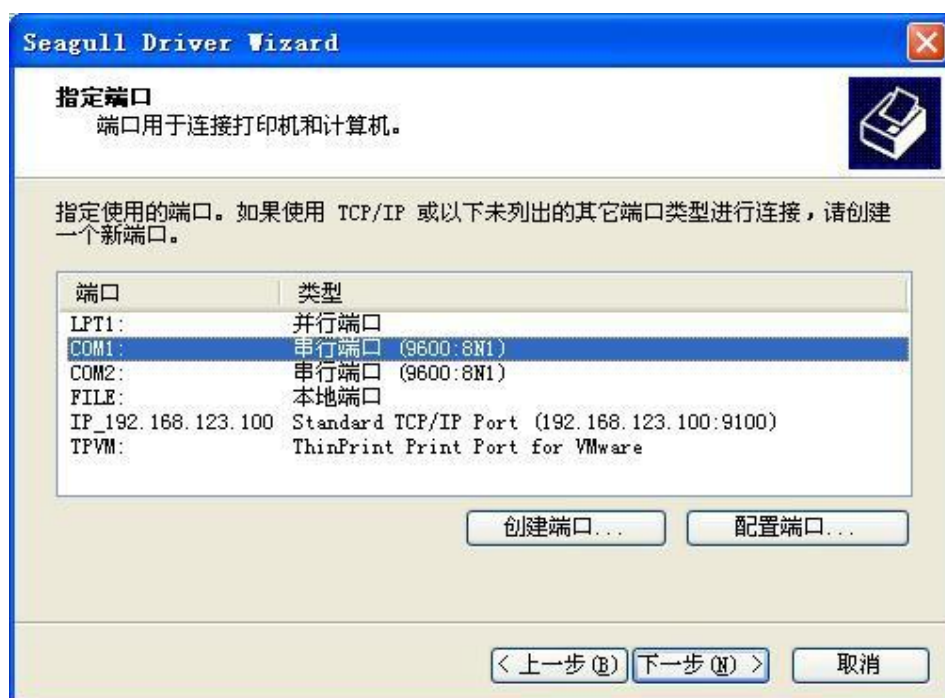 Seagull Driver Wizard
指定端口
端口用于连接打印机和计算机。
指定使用的端口。如果使用 TCP/IP 或以下未列出的其它端口类型进行连接，请创建
一个新端口。
端口 类型
LPT1: 并行端口
COM1: 串行端口 (9600:8N1)
COM2: 串行端口 (9600:8N1)
FILE: 本地端口
IP_192.168.123.100 Standard TCP/IP Port (192.168.123.100:9100)
TPVM: ThinPrint Print Port for VMware
创建端口... 配置端口...
< 上一步(B) 下一步(N) > 取消